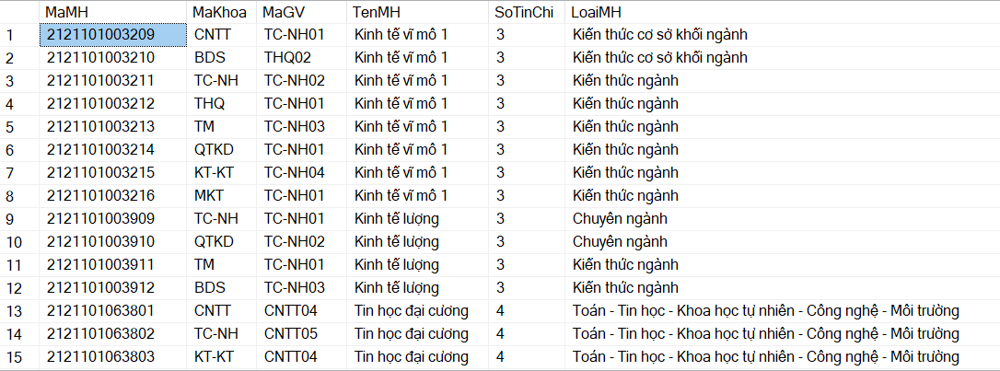 MaMH MaKhoa MaGV TenMH SoTinChi LoaiMH
1 2121101003209 CNTT TC-NH01 Kinh tế vĩ mô 1 3 Kiến thức cơ sở khối ngành
2 2121101003210 BDS THQ02 Kinh tế vĩ mô 1 3 Kiến thức cơ sở khối ngành
3 2121101003211 TC-NH TC-NH02 Kinh tế vĩ mô 1 3 Kiến thức ngành
4 2121101003212 THQ TC-NH01 Kinh tế vĩ mô 1 3 Kiến thức ngành
5 2121101003213 TM TC-NH03 Kinh tế vĩ mô 1 3 Kiến thức ngành
6 2121101003214 QTKD TC-NH01 Kinh tế vĩ mô 1 3 Kiến thức ngành
7 2121101003215 KT-KT TC-NH04 Kinh tế vĩ mô 1 3 Kiến thức ngành
8 2121101003216 MKT TC-NH01 Kinh tế vĩ mô 1 3 Kiến thức ngành
9 2121101003909 TC-NH TC-NH01 Kinh tế lượng 3 Chuyên ngành
10 2121101003910 QTKD TC-NH02 Kinh tế lượng 3 Chuyên ngành
11 2121101003911 TM TC-NH01 Kinh tế lượng 3 Kiến thức ngành
12 2121101003912 BDS TC-NH03 Kinh tế lượng 3 Kiến thức ngành
13 2121101063801 CNTT CNTT04 Tin học đại cương 4 Toán - Tin học - Khoa học tự nhiên - Công nghệ - Môi trường
14 2121101063802 TC-NH CNTT05 Tin học đại cương 4 Toán - Tin học - Khoa học tự nhiên - Công nghệ - Môi trường
15 2121101063803 KT-KT CNTT04 Tin học đại cương 4 Toán - Tin học - Khoa học tự nhiên - Công nghệ - Môi trường